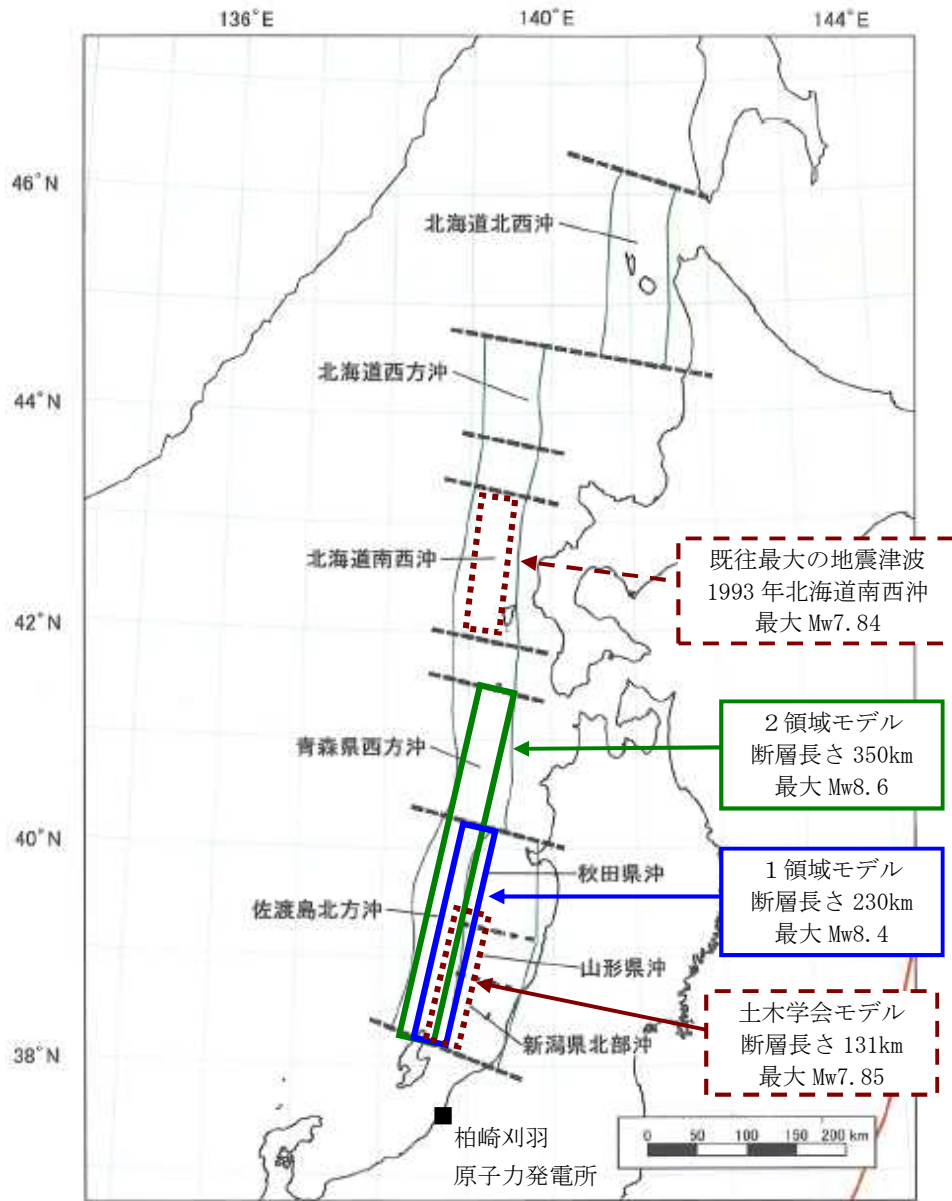 136°E
140°E
144°E
46°N
北海道北西沖
北海道西方沖
44°N
北海道南西沖
既往最大の地震津波
1993 年北海道南西沖
最大 Mw7.84
42°N
2領域モデル
断層長さ 350km
最大 Mw8.6
青森県西方沖
40°N
1領域モデル
断層長さ 230km
最大 Mw8.4
秋田県沖
佐渡島北方沖
山形県沖
土木学会モデル
断層長さ 131km
最大 Mw7.85
新潟県北部沖
38°N
柏崎刈羽
原子力発電所
0 50 100 150 200 km